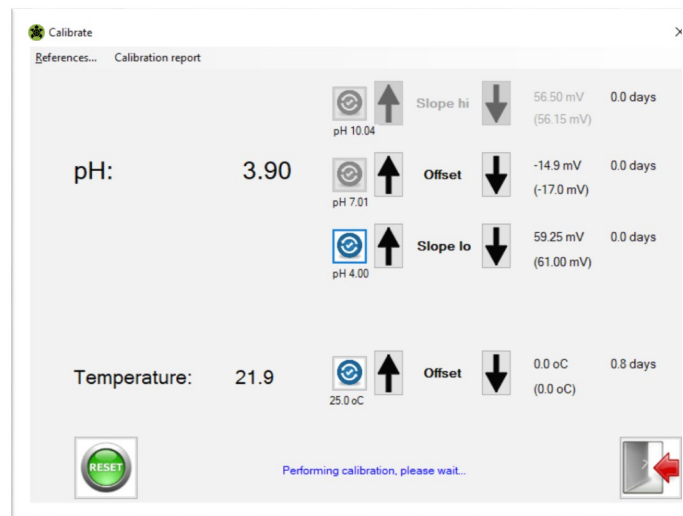 Calibrate
References... Calibration report
Slope hi 56.50 mV 0.0 days
(56.15 mV)
pH 10.04
pH: 3.90 Offset -14.9 mV 0.0 days
(-17.0 mV)
pH 7.01
Slope lo 59.25 mV 0.0 days
(61.00 mV)
pH 4.00
Temperature: 21.9 Offset 0.0 oC 0.8 days
(0.0 oC)
25.0 oC
RESET
Performing calibration, please wait...